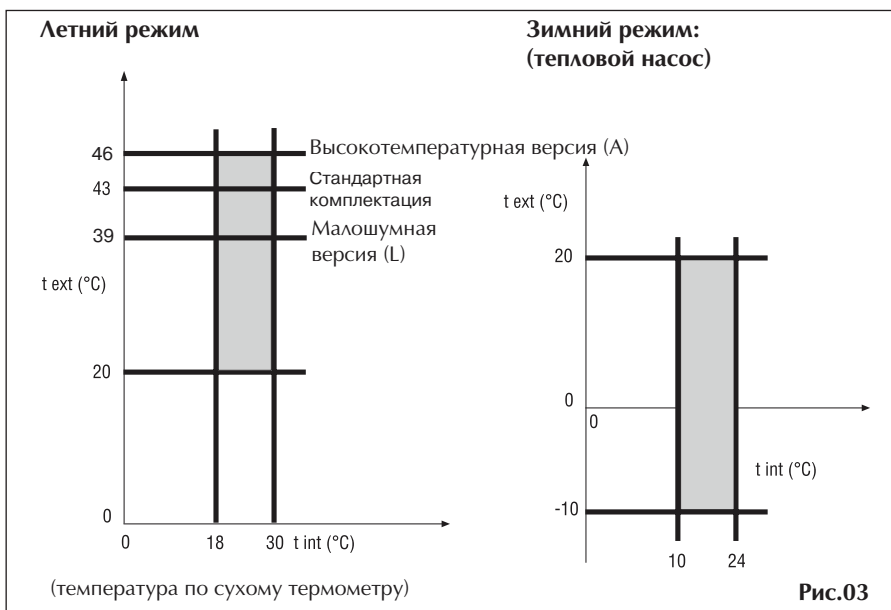 Летний режим
46
Высокотемпературная версия (A)
43
Стандартная
комплектация
39
Малошумная
версия (L)
t ext (°C)
20
0
0
18
30
t int (°C)
(температура по сухому термометру)
Зимний режим:
(тепловой насос)
t ext (°C)
20
0
0
t int (°C)
-10
10
24
Рис.03